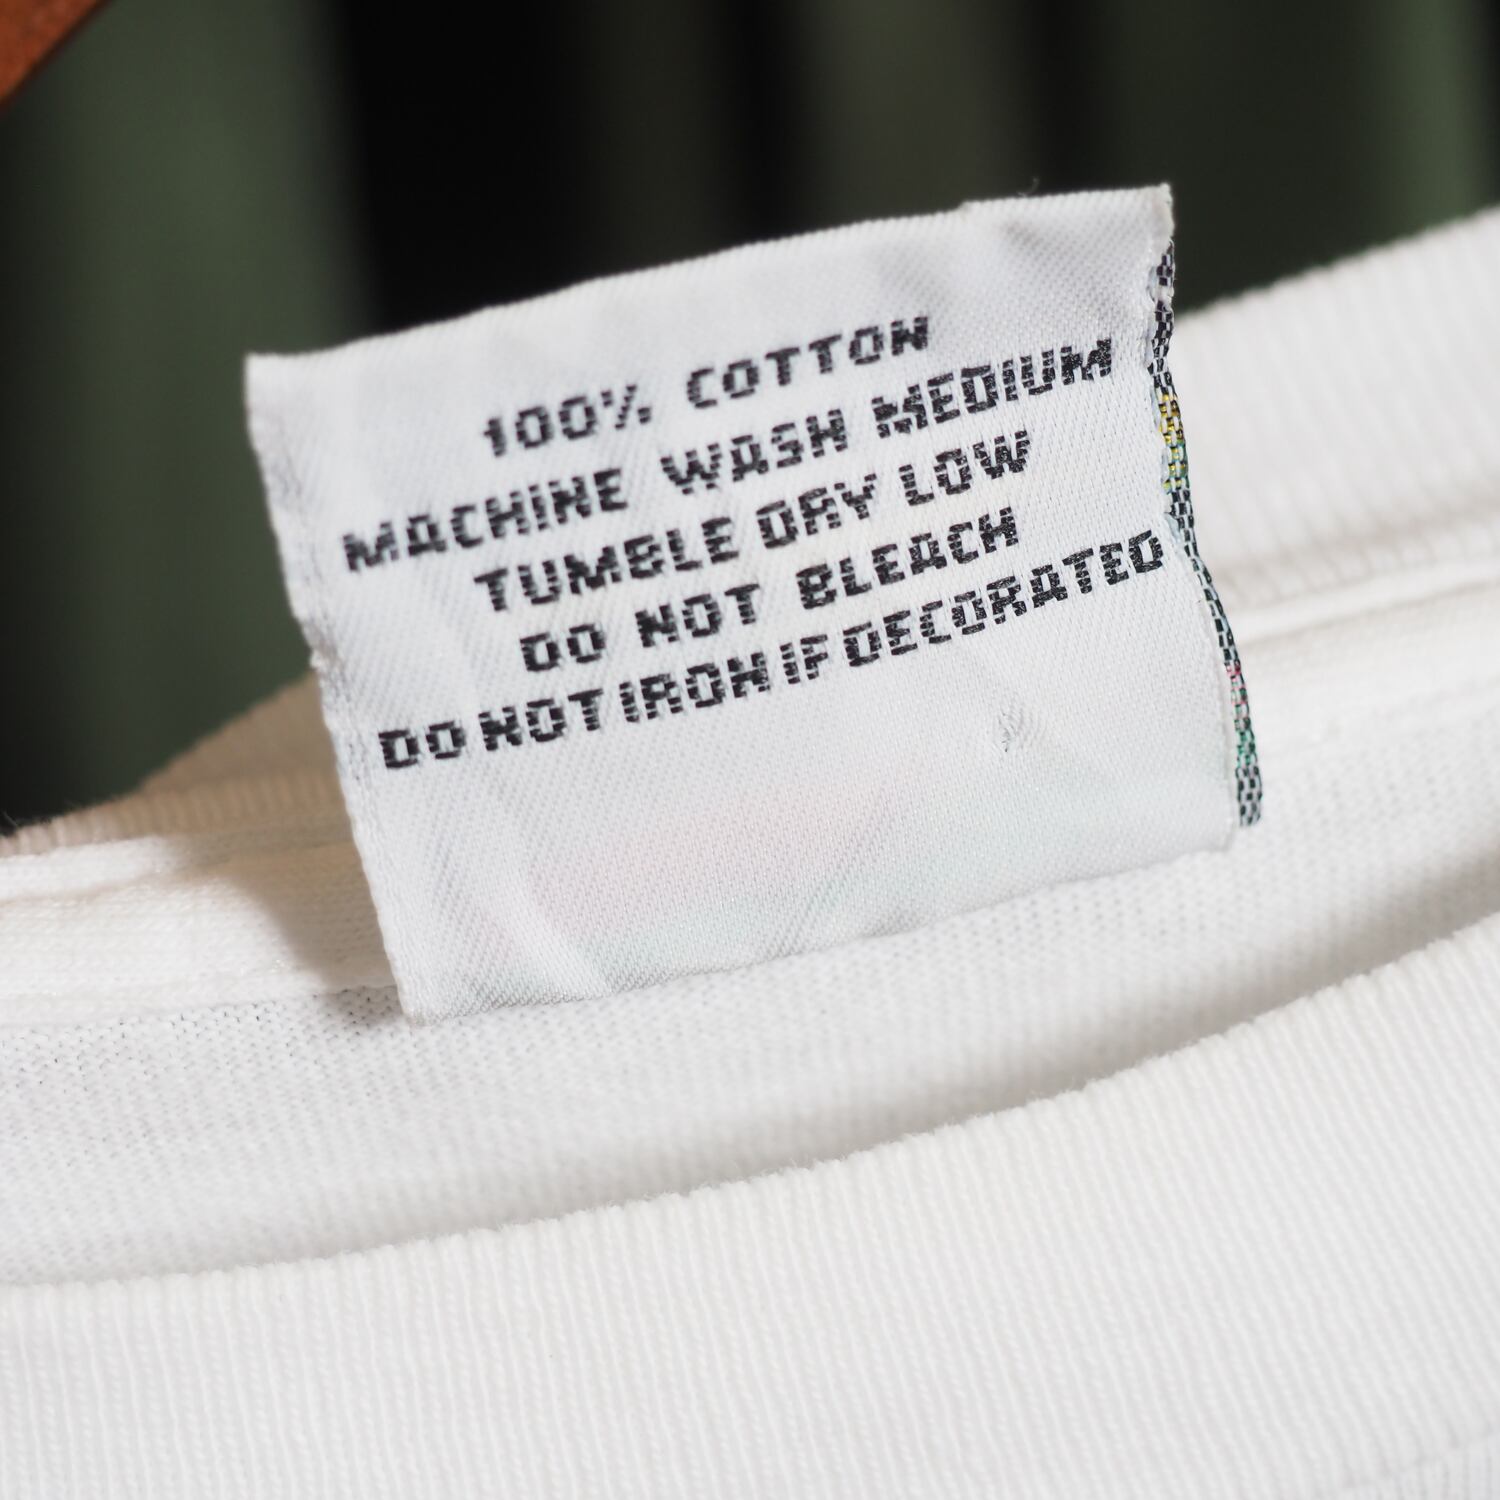 100% COTTON
MACHINE WASH MEDIUM
TUMBLE DRY LOW
DO NOT BLEACH
DO NOT IRON IF DECORATED